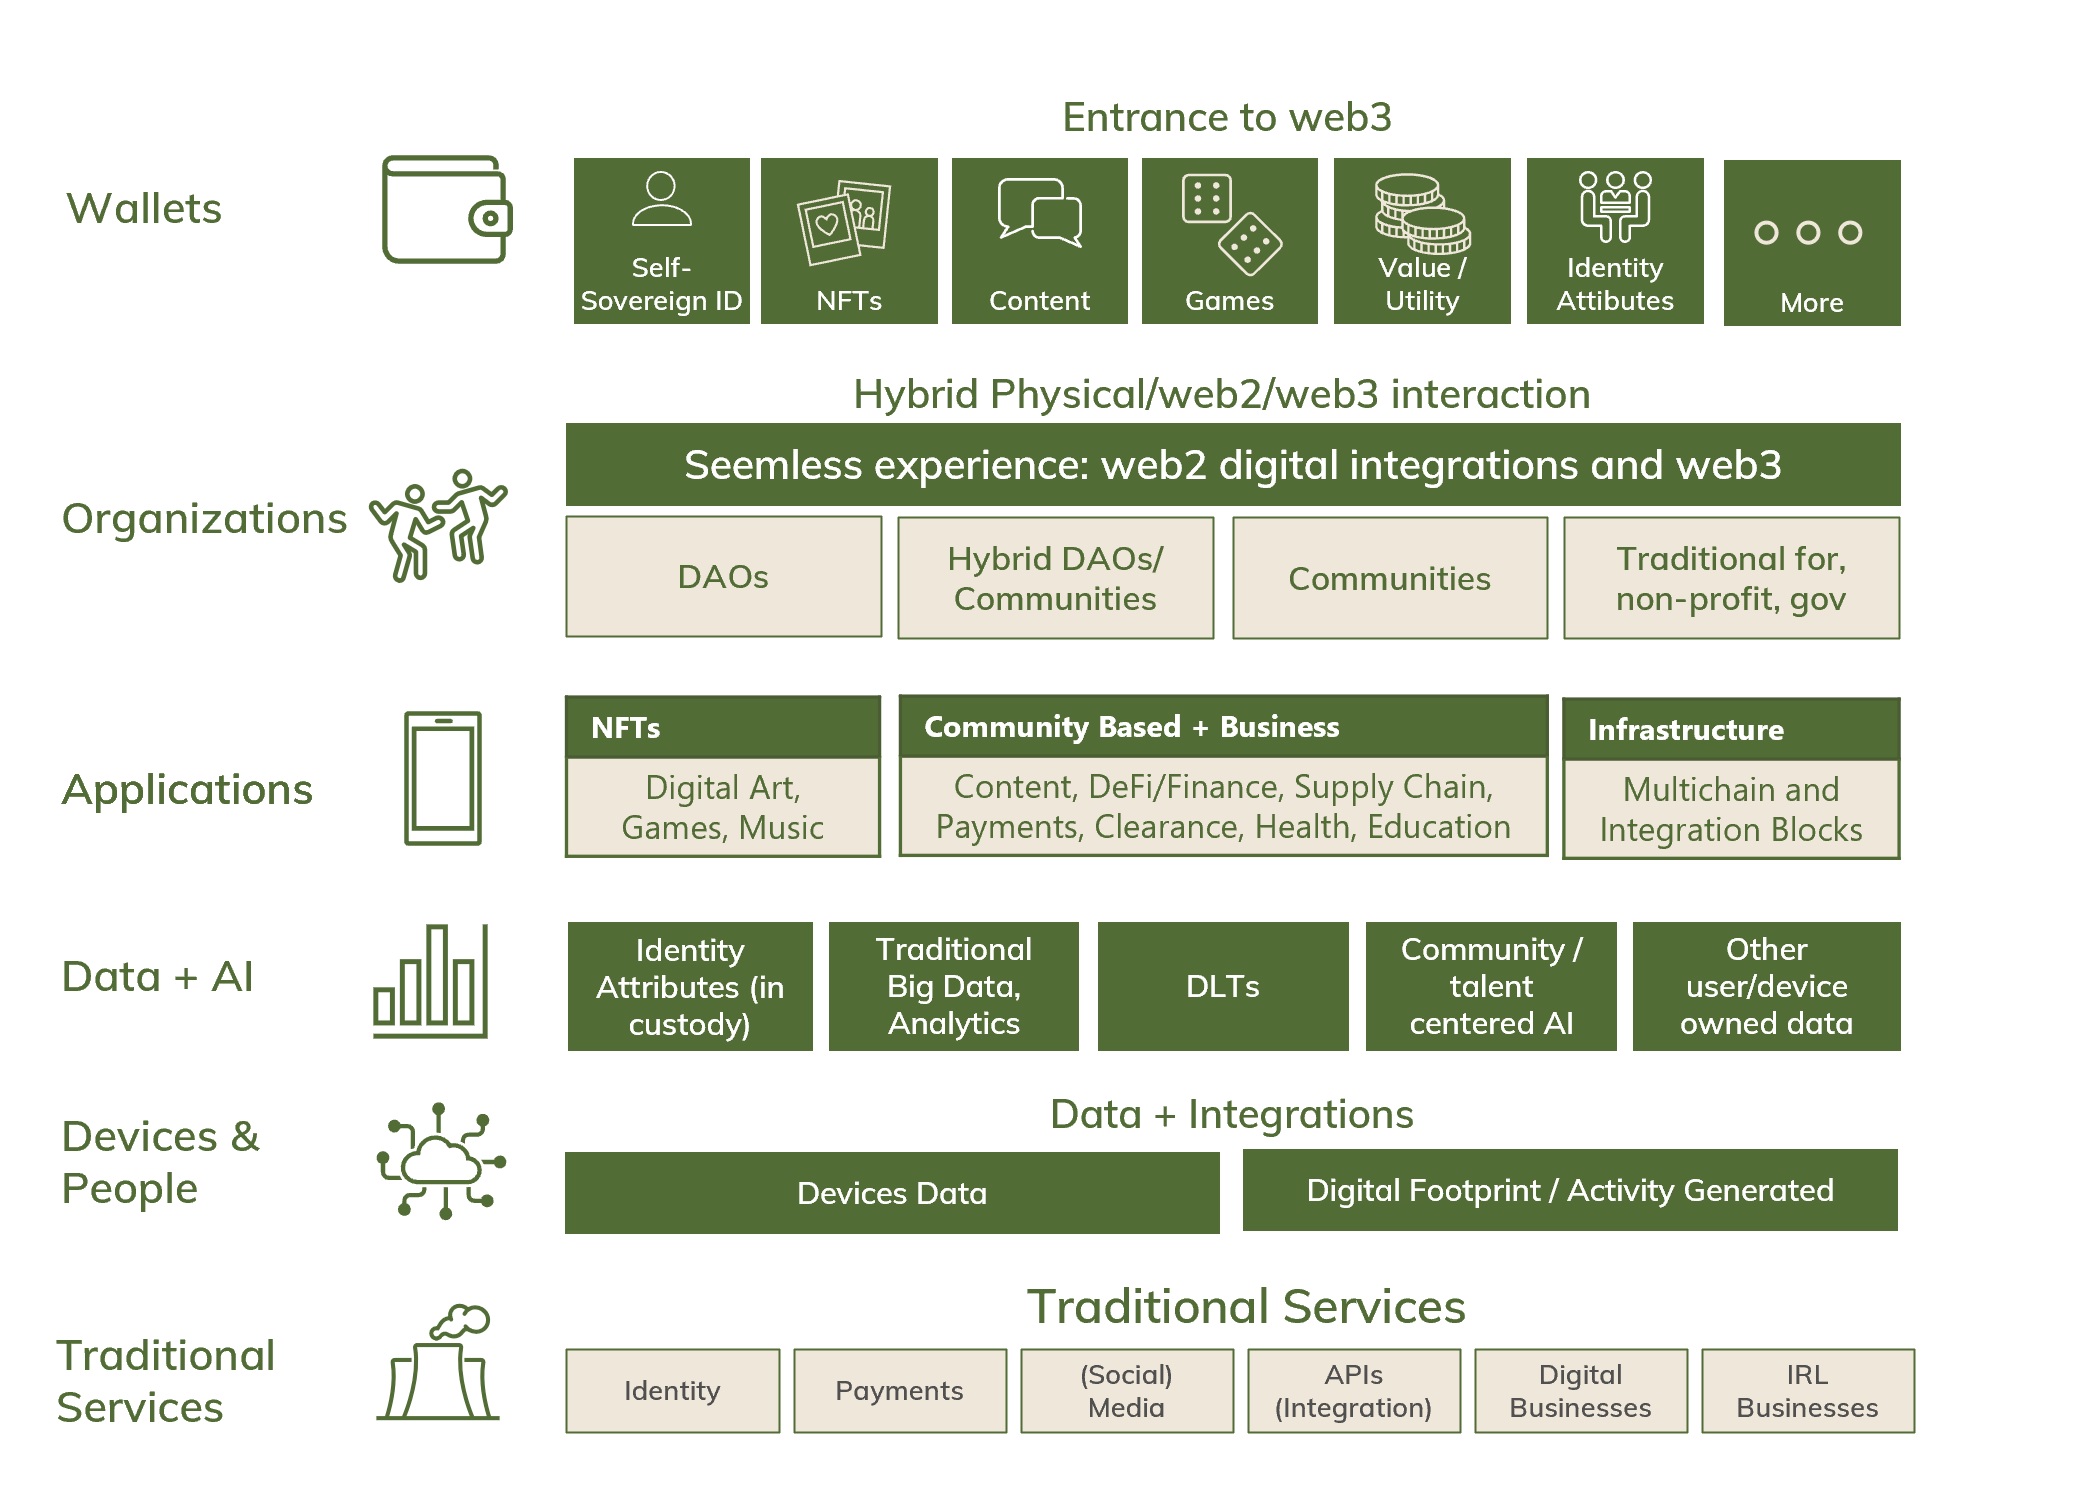 Entrance to web3
Wallets
Self-
Sovereign ID
NFTs
Content
Games
Value /
Utility
Identity
Attibutes
More
Hybrid Physical/web2/web3 interaction
Organizations
Seemless experience: web2 digital integrations and web3
DAOs
Hybrid DAOs/
Communities
Communities
Traditional for,
non-profit, gov
Applications
NFTs
Digital Art,
Games, Music
Community Based + Business
Content, DeFi/Finance, Supply Chain,
Payments, Clearance, Health, Education
Infrastructure
Multichain and
Integration Blocks
Data + AI
Identity
Attributes (in
custody)
Traditional
Big Data,
Analytics
DLTs
Community /
talent
centered AI
Other
user/device
owned data
Devices &
People
Data + Integrations
Devices Data
Digital Footprint / Activity Generated
Traditional
Services
Traditional Services
Identity
Payments
(Social)
Media
APIs
(Integration)
Digital
Businesses
IRL
Businesses